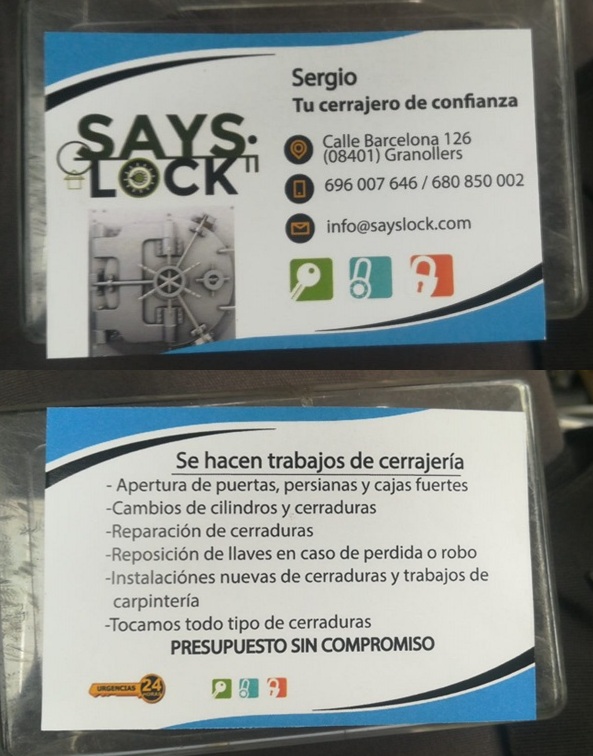 SAYS
LOCK
Sergio
Tu cerrajero de confianza
Calle Barcelona 126
(08401) Granollers
696 007 646 / 680 850 002
info@sayslock.com
Se hacen trabajos de cerrajería
- Apertura de puertas, persianas y cajas fuertes
-Cambios de cilindros y cerraduras
-Reparación de cerraduras
-Reposición de llaves en caso de perdida o robo
-Instalaciónes nuevas de cerraduras y trabajos de
carpintería
-Tocamos todo tipo de cerraduras
PRESUPUESTO SIN COMPROMISO
URGENCIAS 24
HORAS